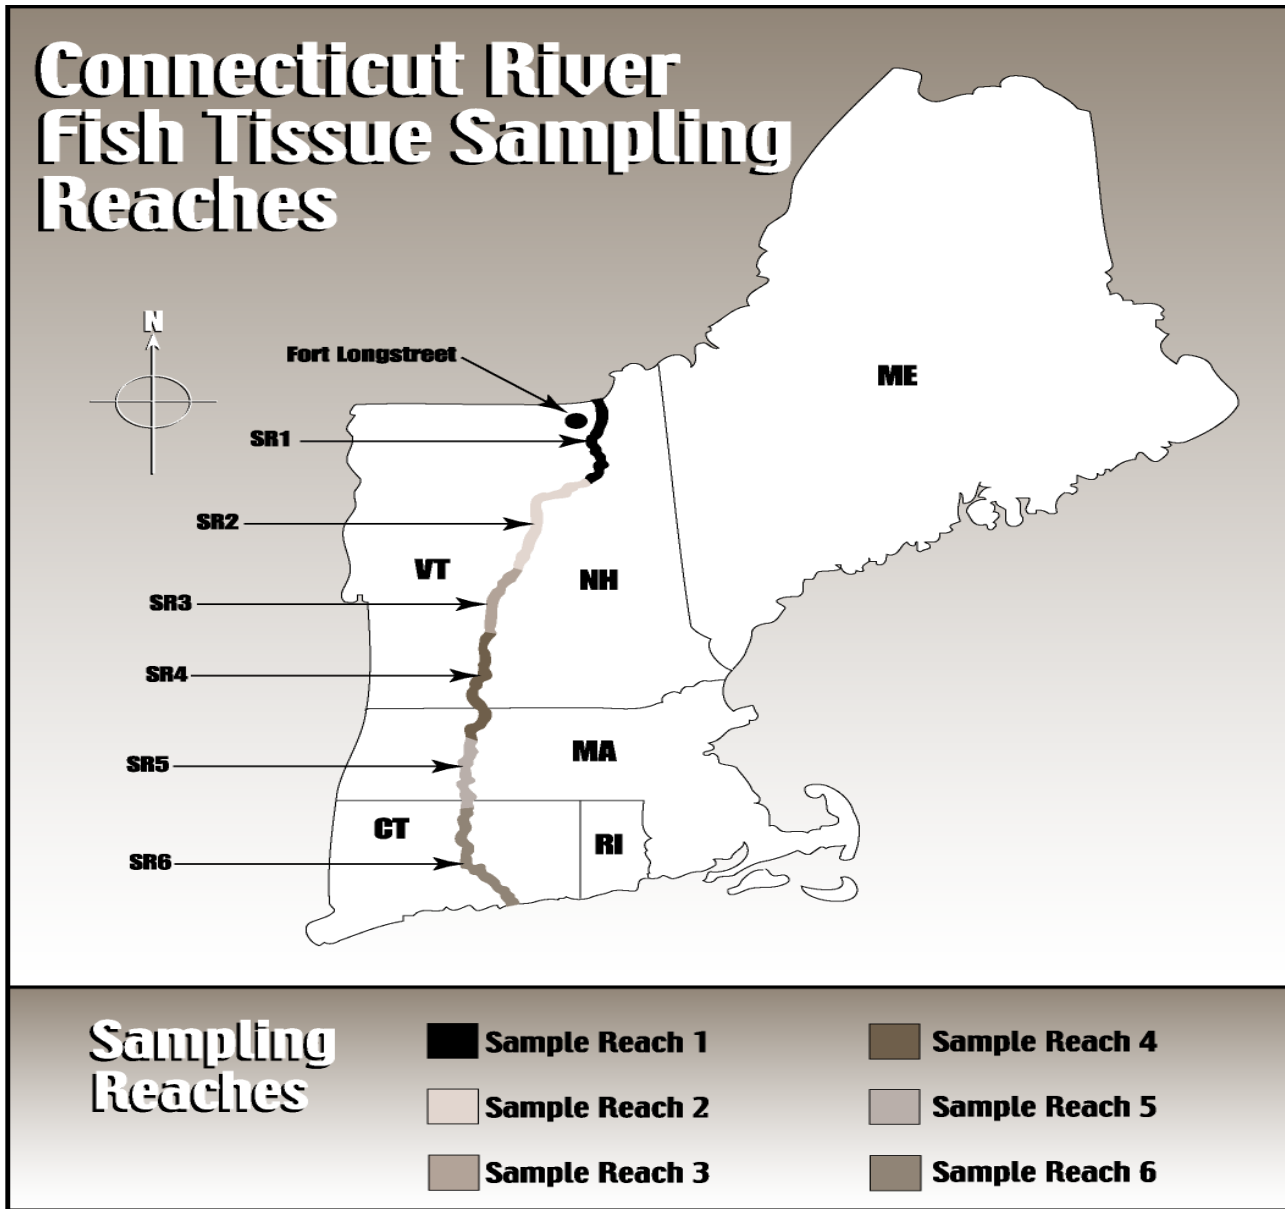 Connecticut River
Fish Tissue Sampling
Reaches
N
Fort Longstreet
ME
SR1
SR2
VT
NH
SR3
SR4
MA
SR5
CT
RI
SR6
Sampling
Reaches
Sample Reach 1
Sample Reach 2
Sample Reach 3
Sample Reach 4
Sample Reach 5
Sample Reach 6